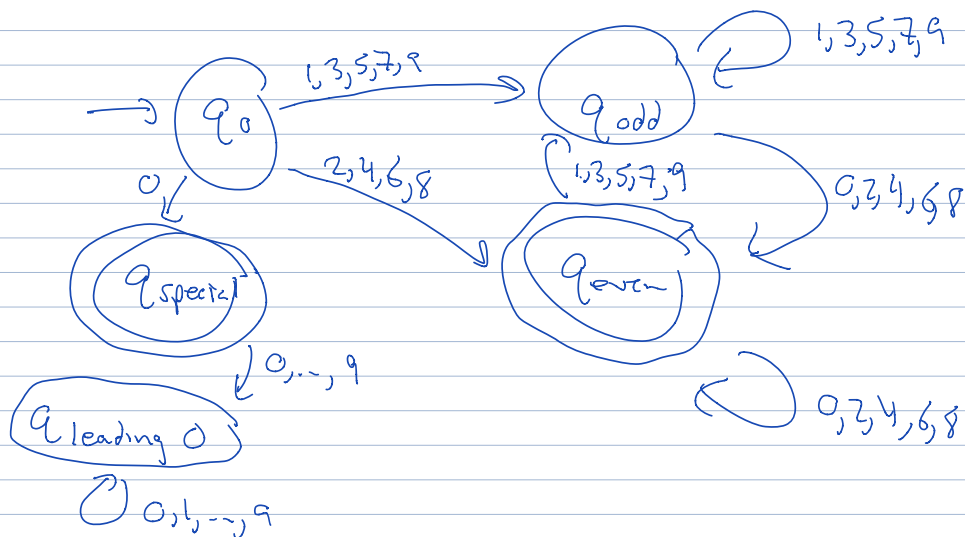 1,3,5,7,9
1,3,5,7,9
q0
q odd
2,4,6,8
1,3,5,7,9
0,2,4,6,8
0
q special
q even
0,...,9
0,2,4,6,8
q leading 0
0,1,...,9